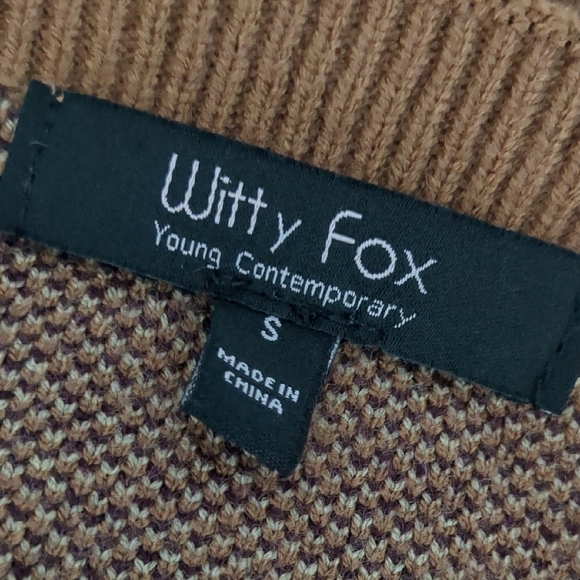 Witty Fox
Young Contemporary
S
MADE IN
CHINA